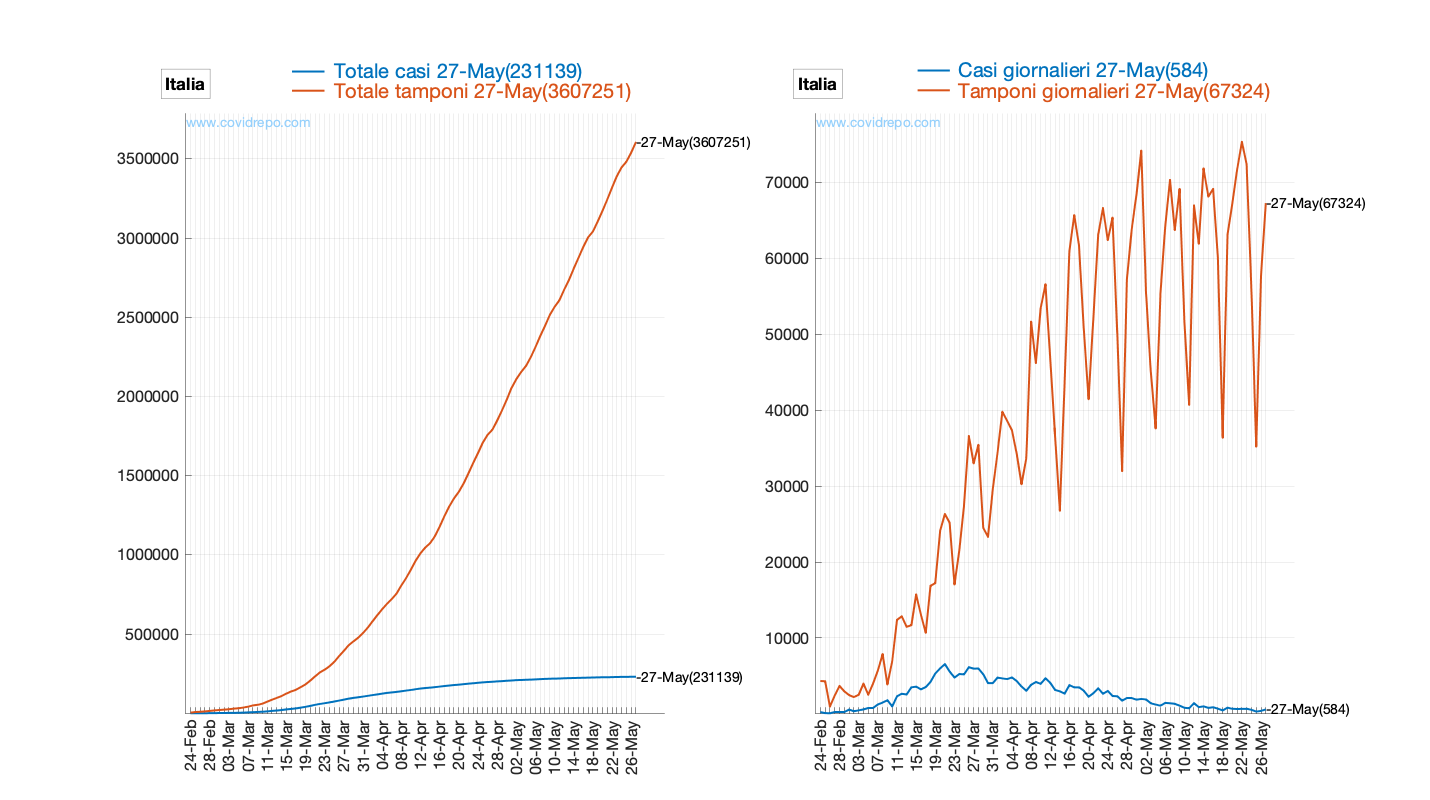 Italia
Totale casi 27-May(231139)
Totale tamponi 27-May(3607251)
www.covidrepo.com
27-May(3607251)
3500000
3000000
2500000
2000000
1500000
1000000
500000
27-May(231139)
24-Feb
28-Feb
03-Mar
07-Mar
11-Mar
15-Mar
19-Mar
23-Mar
27-Mar
31-Mar
04-Apr
08-Apr
12-Apr
16-Apr
20-Apr
24-Apr
28-Apr
02-May
06-May
10-May
14-May
18-May
22-May
26-May
Italia
Casi giornalieri 27-May(584)
Tamponi giornalieri 27-May(67324)
www.covidrepo.com
70000
27-May(67324)
60000
50000
40000
30000
20000
10000
27-May(584)
24-Feb
28-Feb
03-Mar
07-Mar
11-Mar
15-Mar
19-Mar
23-Mar
27-Mar
31-Mar
04-Apr
08-Apr
12-Apr
16-Apr
20-Apr
24-Apr
28-Apr
02-May
06-May
10-May
14-May
18-May
22-May
26-May